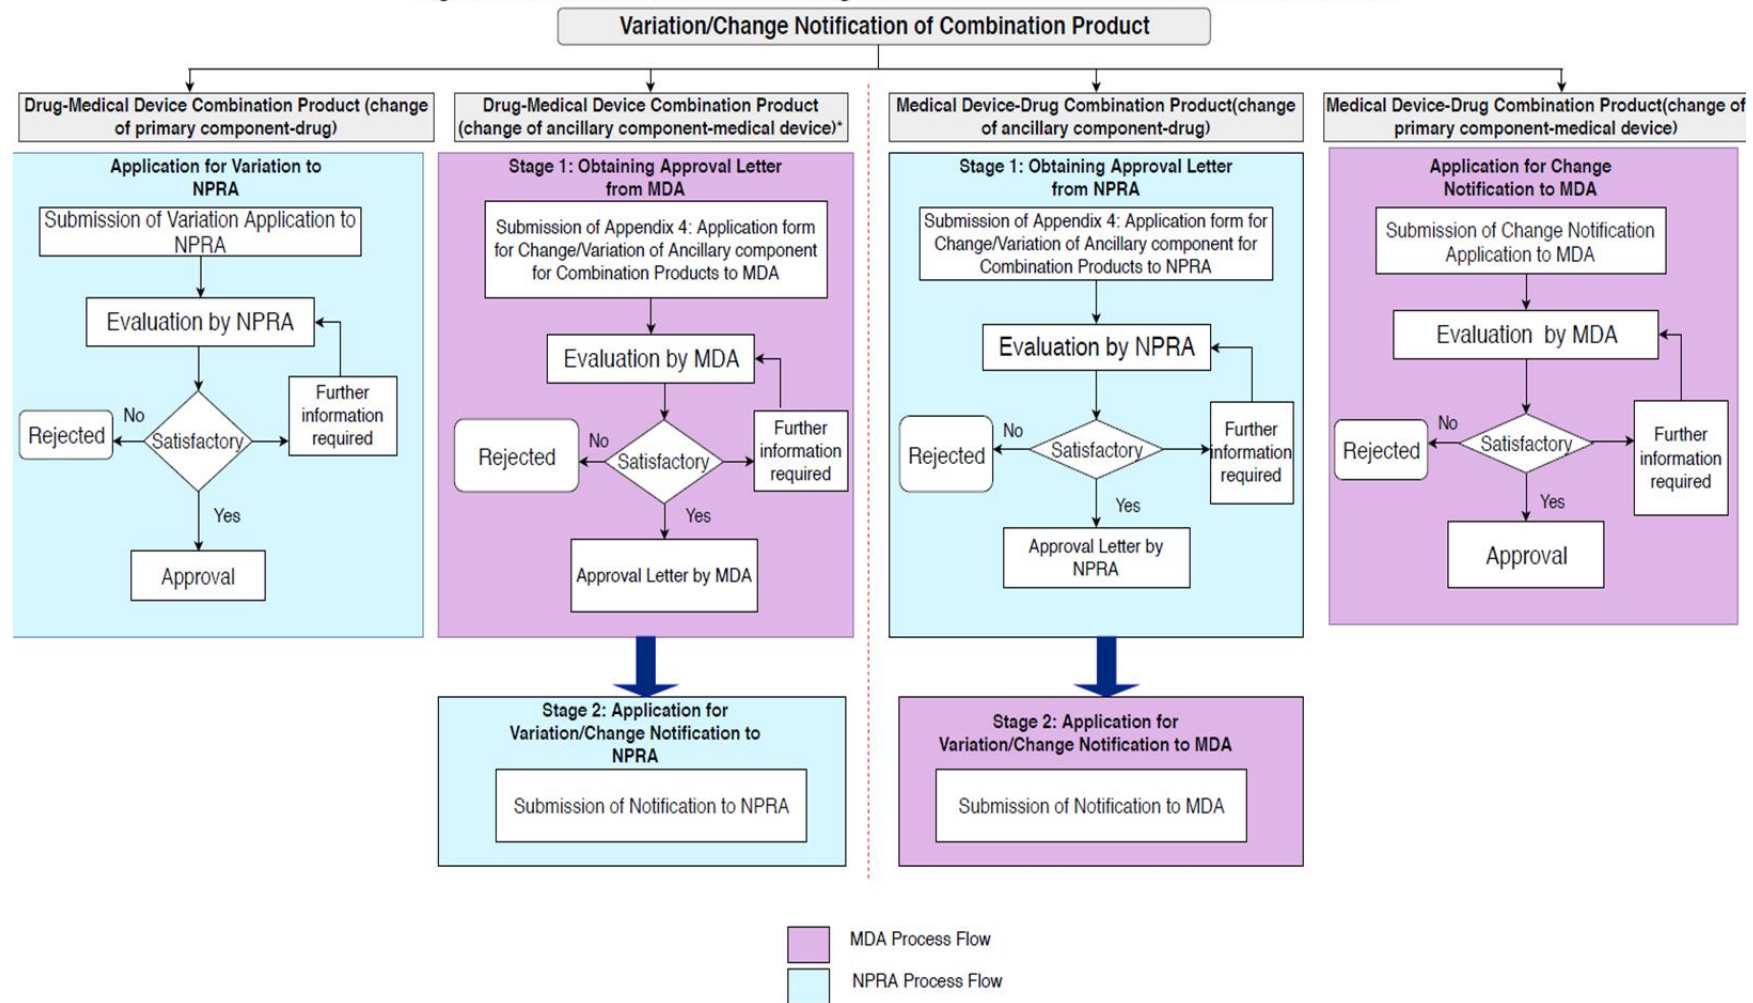 Variation/Change Notification of Combination Product
Drug-Medical Device Combination Product (change
of primary component-drug)
Drug-Medical Device Combination Product
(change of ancillary component-medical device)*
Medical Device-Drug Combination Product(change
of ancillary component-drug)
Medical Device-Drug Combination Product(change of
primary component-medical device)
Application for Variation to
NPRA
Submission of Variation Application to
NPRA
Evaluation by NPRA
Further
information
required
No
Rejected
Satisfactory
Yes
Approval
Stage 1: Obtaining Approval Letter
from MDA
Submission of Appendix 4: Application form
for Change/Variation of Ancillary component
for Combination Products to MDA
Evaluation by MDA
Further
information
required
No
Rejected
Satisfactory
Yes
Approval Letter by MDA
Stage 2: Application for
Variation/Change Notification to
NPRA
Submission of Notification to NPRA
Stage 1: Obtaining Approval Letter
from NPRA
Submission of Appendix 4: Application form for
Change/Variation of Ancillary component for
Combination Products to NPRA
Evaluation by NPRA
Further
information
required
No
Rejected
Satisfactory
Yes
Approval Letter by
NPRA
Stage 2: Application for
Variation/Change Notification to MDA
Submission of Notification to MDA
Application for Change
Notification to MDA
Submission of Change Notification
Application to MDA
Evaluation by MDA
Further
information
required
No
Rejected
Satisfactory
Yes
Approval
MDA Process Flow
NPRA Process Flow